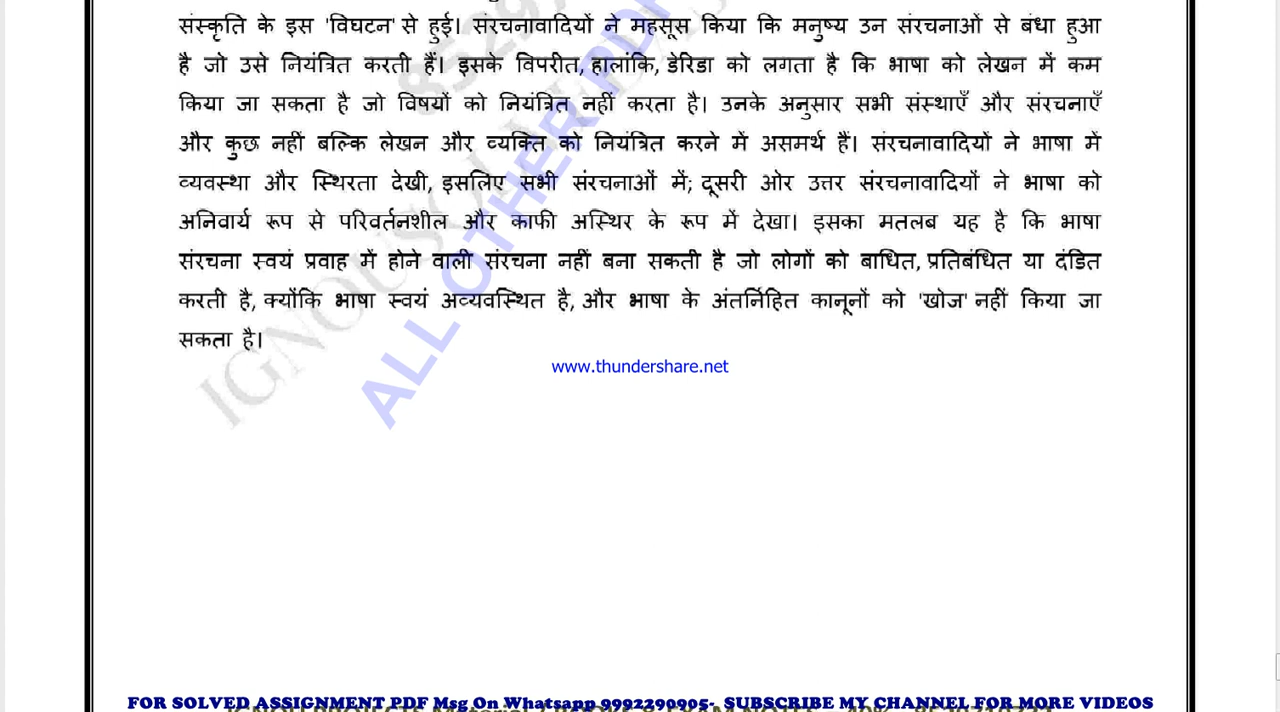 संस्कृति के इस 'विघटन' से हुई। संरचनावादियों ने महसूस किया कि मनुष्य उन संरचनाओं से बंधा हुआ
है जो उसे नियंत्रित करती हैं। इसके विपरीत, हालांकि, डेरिडा को लगता है कि भाषा को लेखन में कम
किया जा सकता है जो विषयों को नियंत्रित नहीं करता है। उनके अनुसार सभी संस्थाएँ और संरचनाएँ
और कुछ नहीं बल्कि लेखन और व्यक्ति को नियंत्रित करने में असमर्थ हैं। संरचनावादियों ने भाषा में
व्यवस्था और स्थिरता देखी, इसलिए सभी संरचनाओं में; दूसरी ओर उत्तर संरचनावादियों ने भाषा को
अनिवार्य रूप से परिवर्तनशील और काफी अस्थिर के रूप में देखा। इसका मतलब यह है कि भाषा
संरचना स्वयं प्रवाह में होने वाली संरचना नहीं बना सकती है जो लोगों को बाधित, प्रतिबंधित या दंडित
करती है, क्योंकि भाषा स्वयं अव्यवस्थित है, और भाषा के अंतर्निहित कानूनों को 'खोज' नहीं किया जा
सकता है।
ALL OTHER PDF
www.thundershare.net
FOR SOLVED ASSIGNMENT PDF Msg On Whatsapp 9992290905- SUBSCRIBE MY CHANNEL FOR MORE VIDEOS